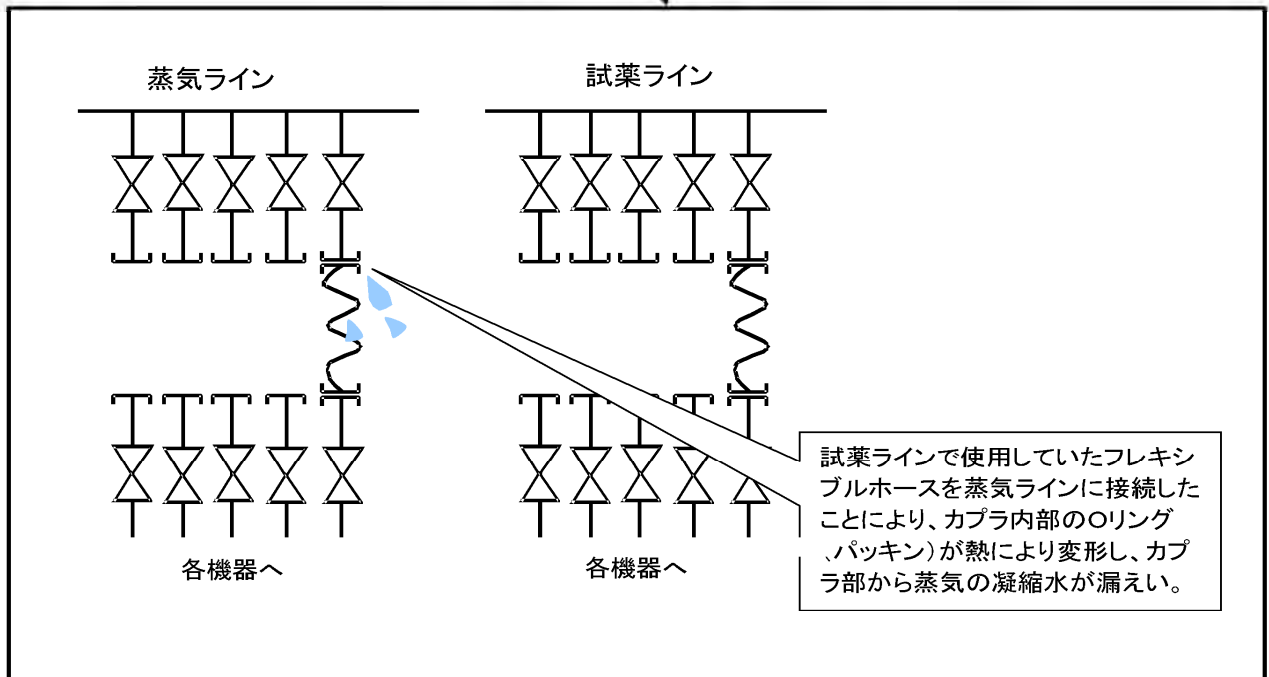 蒸気ライン
試薬ライン
試薬ラインで使用していたフレキシ
ブルホースを蒸気ラインに接続した
ことにより、カプラ内部のOリング
、パッキン)が熱により変形し、カプ
ラ部から蒸気の凝縮水が漏えい。
各機器へ
各機器へ